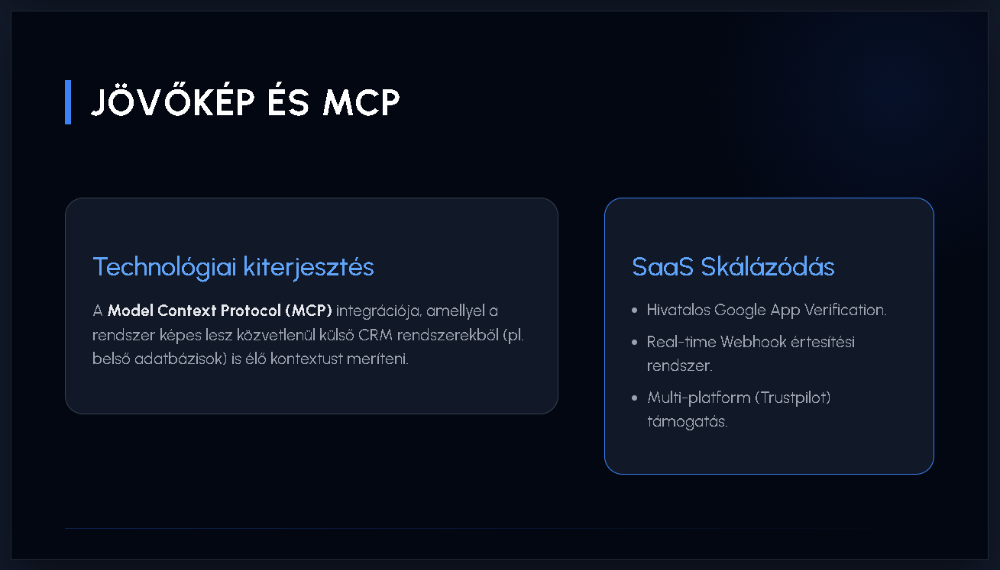 JÖVŐKÉP ÉS MCP
Technológiai kiterjesztés
A Model Context Protocol (MCP) integrációja, amellyel a
rendszer képes lesz közvetlenül külső CRM rendszerekből (pl.
belső adatbázisok) is élő kontextust meríteni.
SaaS Skálázódás
• Hivatalos Google App Verification.
• Real-time Webhook értesítési
rendszer.
• Multi-platform (Trustpilot)
támogatás.